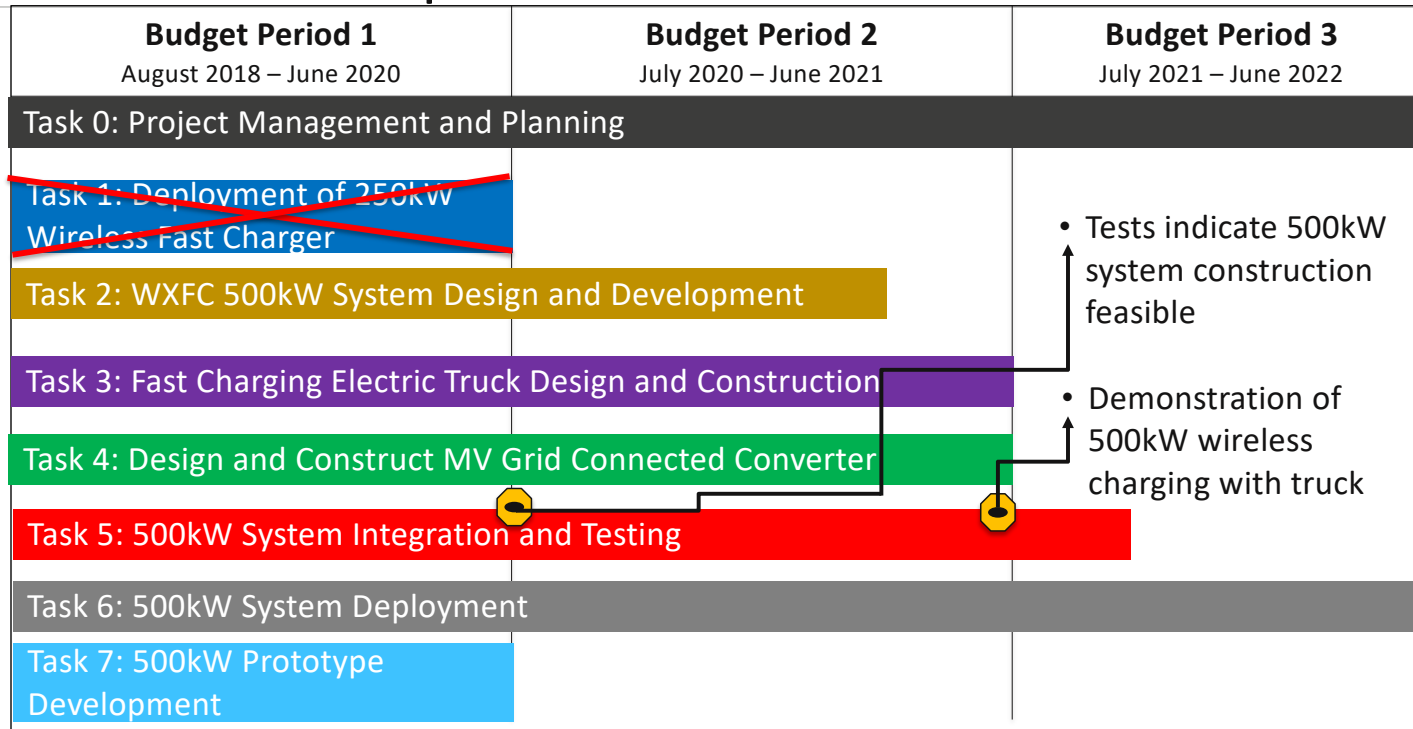 Budget Period 1
August 2018 – June 2020
Budget Period 2
July 2020 – June 2021
Budget Period 3
July 2021 – June 2022
Task 0: Project Management and Planning
Task 1: Deployment of 250kW
Wireless Fast Charger
Task 2: WXFC 500kW System Design and Development
• Tests indicate 500kW
system construction
feasible
Task 3: Fast Charging Electric Truck Design and Construction
• Demonstration of
500kW wireless
charging with truck
Task 4: Design and Construct MV Grid Connected Converter
Task 5: 500kW System Integration and Testing
Task 6: 500kW System Deployment
Task 7: 500kW Prototype
Development